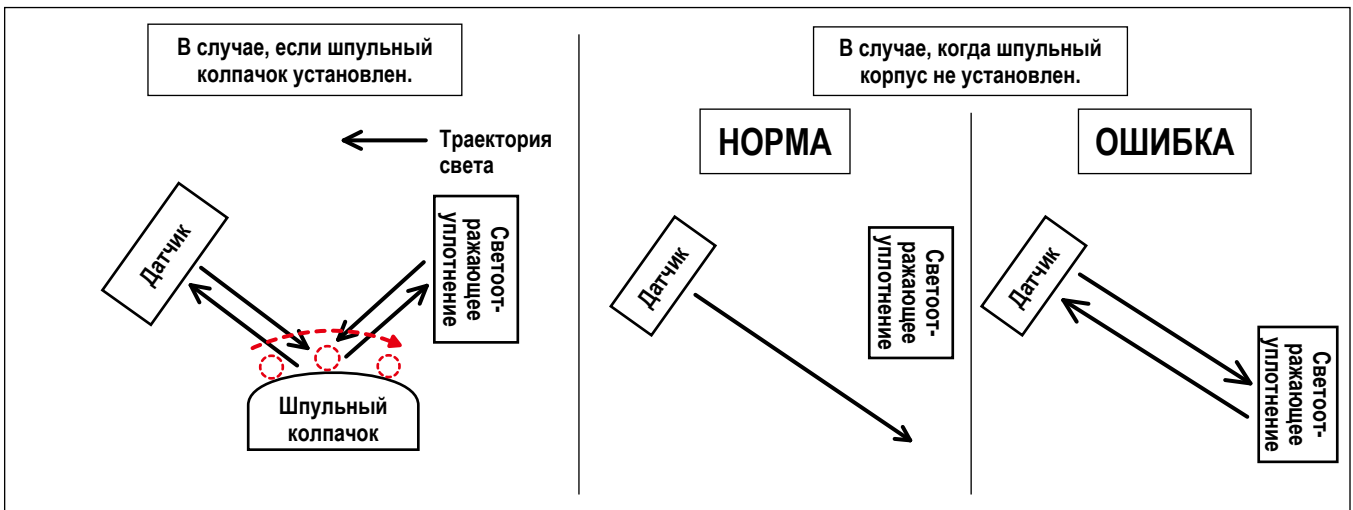 В случае, если шпульный
колпачок установлен.
Траектория
света
Датчик
Светоот-
ражающее
уплотнение
Шпульный
колпачок
В случае, когда шпульный
корпус не установлен.
НОРМА
Датчик
Светоот-
ражающее
уплотнение
ОШИБКА
Датчик
Светоот-
ражающее
уплотнение